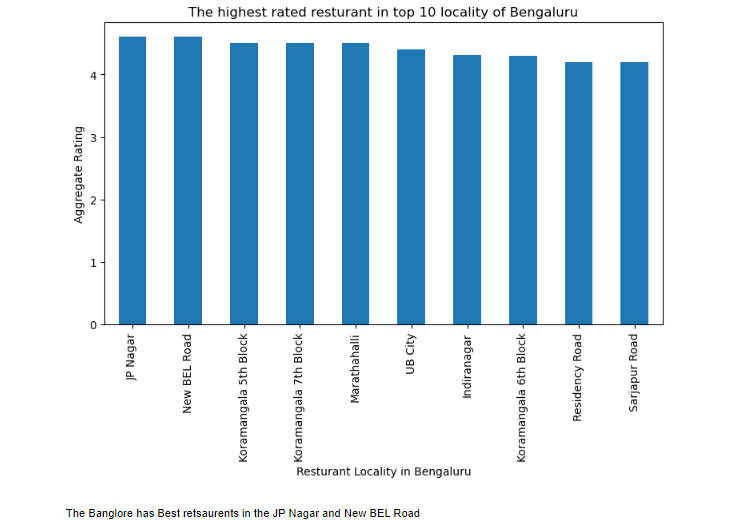 The highest rated resturant in top 10 locality of Bengaluru
Aggregate Rating
4
3
2
1
0
JP Nagar
New BEL Road
Koramangala 5th Block
Koramangala 7th Block
Marathahalli
UB City
Indiranagar
Koramangala 6th Block
Residency Road
Sarjapur Road
Resturant Locality in Bengaluru
The Banglore has Best retsaurents in the JP Nagar and New BEL Road